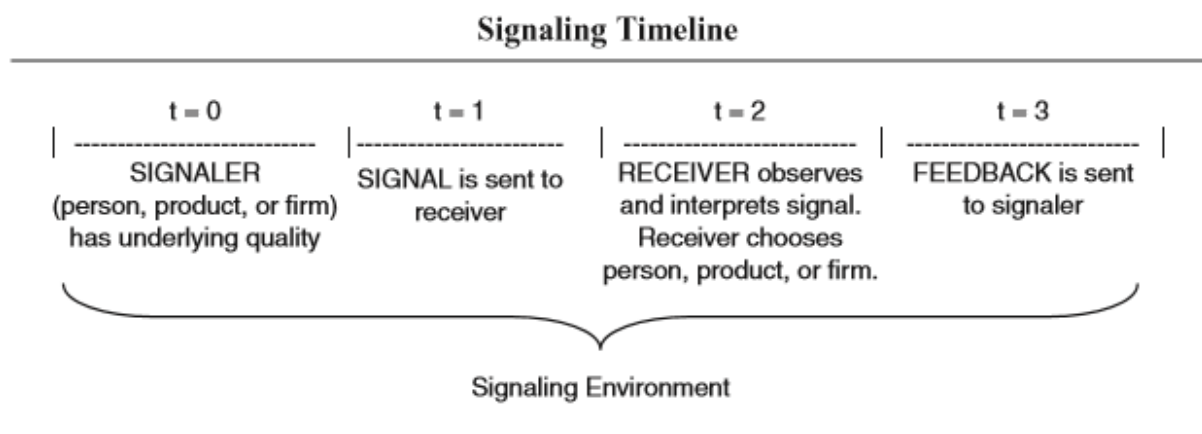 Signaling Timeline
t = 0
t = 1
t = 2
t = 3
SIGNALER
(person, product, or firm)
has underlying quality
SIGNAL is sent to
receiver
RECEIVER observes
and interprets signal.
Receiver chooses
person, product, or firm.
FEEDBACK is sent
to signaler
Signaling Environment